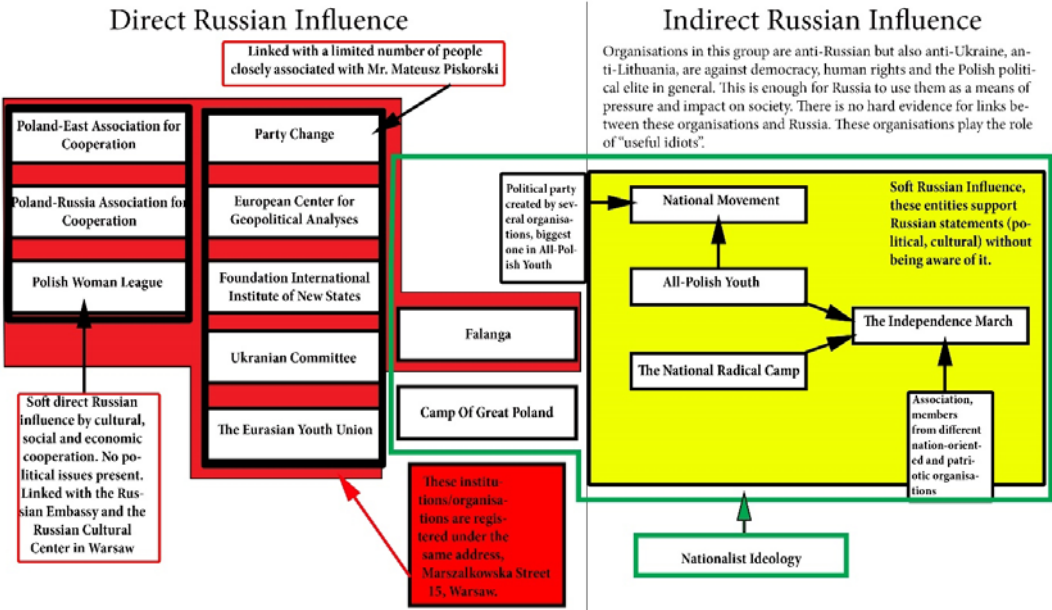 Direct Russian Influence
Linked with a limited number of people
closely associated with Mr. Mateusz Piskorski
Poland-East Association for
Cooperation
Poland-Russia Association for
Cooperation
Polish Woman League
Party Change
European Center for
Geopolitical Analyses
Foundation International
Institute of New States
Ukranian Committee
The Eurasian Youth Union
Falanga
Camp Of Great Poland
Soft direct Russian
influence by cultural,
social and economic
cooperation. No po-
litical issues present.
Linked with the Rus-
sian Embassy and the
Russian Cultural
Center in Warsaw
These institu-
tions/organisa-
tions are regis-
tered under the
same address,
Marszalkowska Street
15, Warsaw.
Indirect Russian Influence
Organisations in this group are anti-Russian but also anti-Ukraine, an-
ti-Lithuania, are against democracy, human rights and the Polish politi-
cal elite in general. This is enough for Russia to use them as a means of
pressure and impact on society. There is no hard evidence for links be-
tween these organisations and Russia. These organisations play the role
of "useful idiots".
Political party
created by sev-
eral organisa-
tions, biggest
one in All-Pol-
ish Youth
National Movement
All-Polish Youth
The National Radical Camp
The Independence March
Soft Russian Influence,
these entities support
Russian statements (po-
litical, cultural) without
being aware of it.
Association,
members
from different
nation-orient-
ed and patri-
otic organisa-
tions
Nationalist Ideology